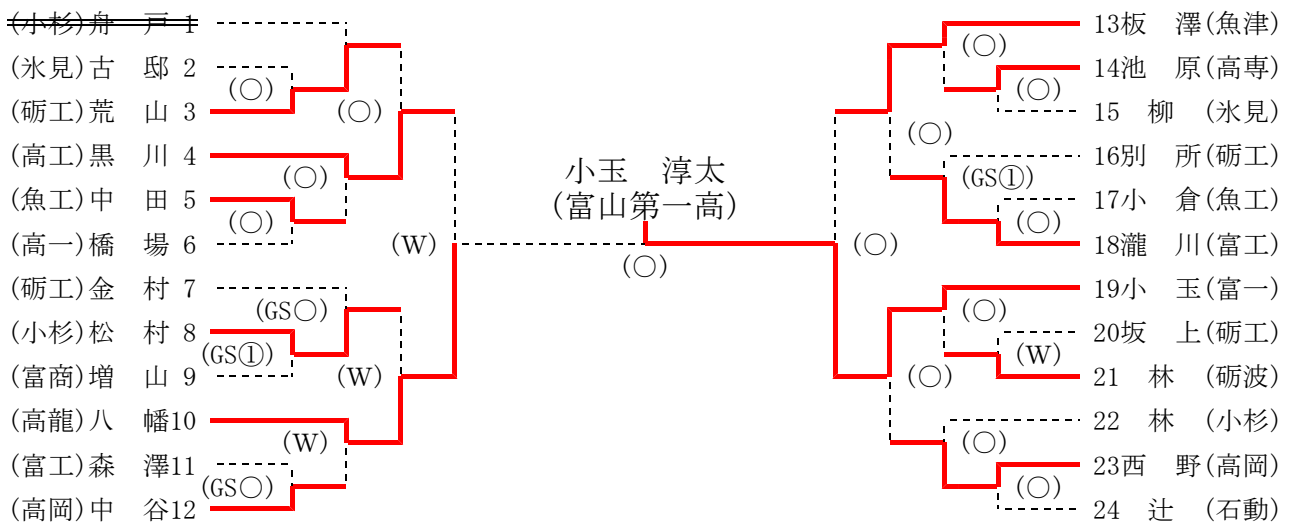 (小杉)舟　戸 1
(氷見)古　邸 2
(○)
(砺工)荒　山 3
(○)
(高工)黒　川 4
(○)
(魚工)中　田 5
(○)
(高一)橋　場 6
(W)
(砺工)金　村 7
(GS○)
(小杉)松　村 8
(GS①)
(富商)増　山 9
(W)
(高龍)八　幡10
(W)
(富工)森　澤11
(GS○)
(高岡)中　谷12
小玉　淳太
(富山第一高)
(○)
13板　澤(魚津)
(○)
14池　原(高専)
(○)
15　柳　(氷見)
(○)
16別　所(砺工)
(GS①)
17小　倉(魚工)
(○)
18瀧　川(富工)
(○)
19小　玉(富一)
(○)
20坂　上(砺工)
(W)
21　林　(砺波)
(○)
22　林　(小杉)
(○)
23西　野(高岡)
(○)
24　辻　(石動)